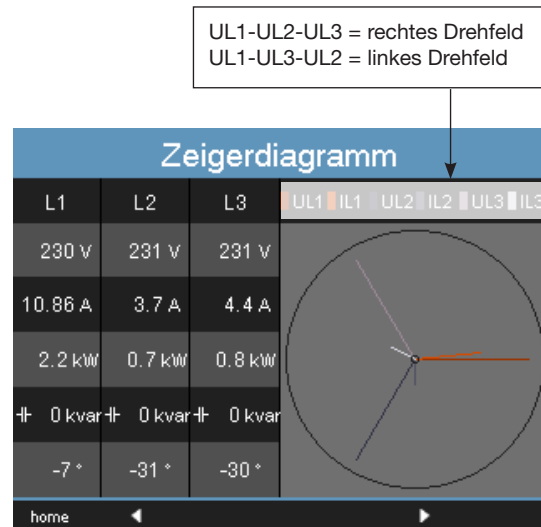 UL1-UL2-UL3 = rechtes Drehfeld
UL1-UL3-UL2 = linkes Drehfeld
Zeigerdiagramm
L1 L2 L3 UL1 IL1 UL2 IL2 UL3 IL3
230 V 231 V 231 V
10.86 A 3.7 A 4.4 A
2.2 kW 0.7 kW 0.8 kW
0 kvar 0 kvar 0 kvar
-7 ° -31 ° -30 °
home